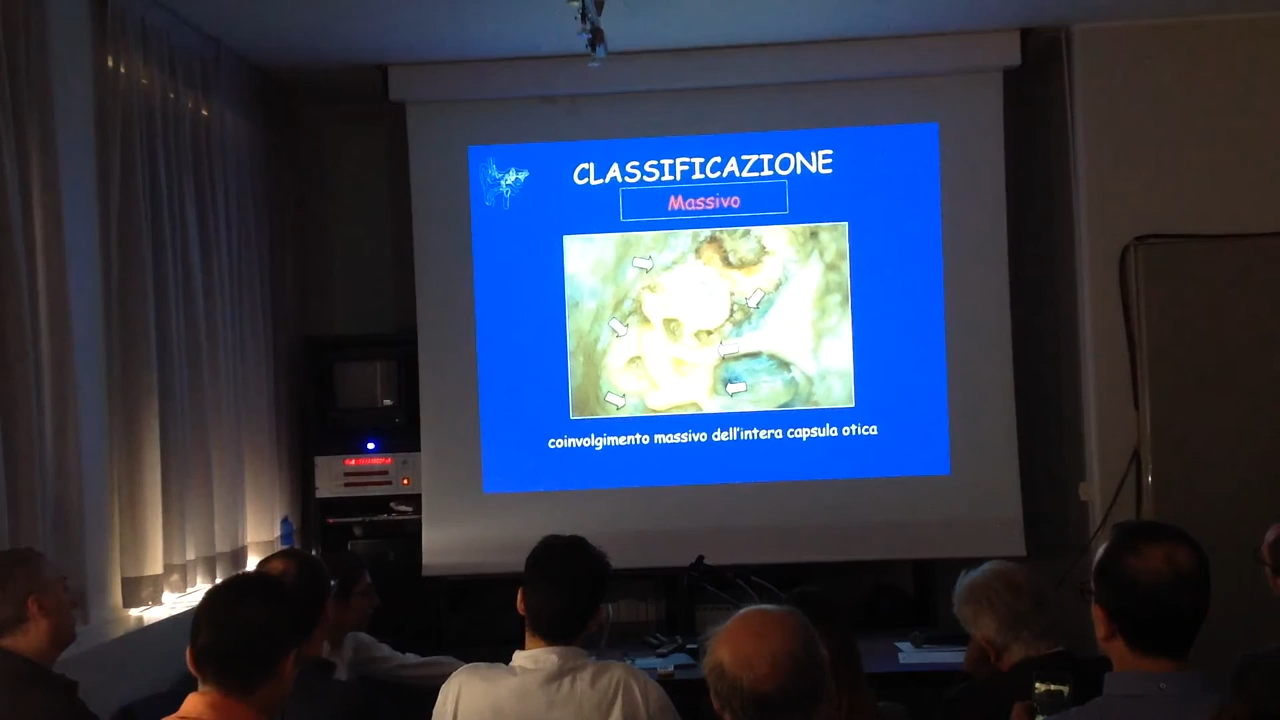 CLASSIFICAZIONE
Massivo
coinvolgimento massivo dell'intera capsula otica